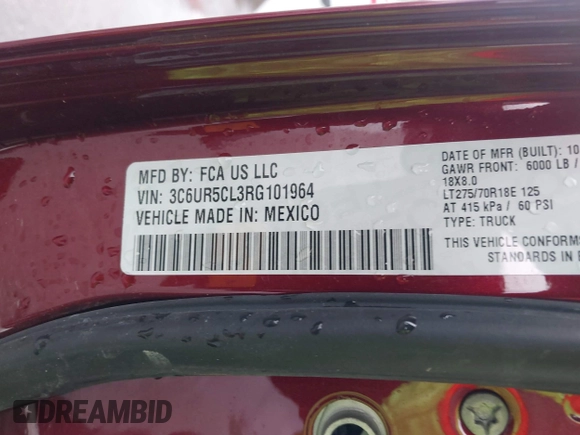 MFD BY: FCA US LLC
VIN: 3C6UR5CL3RG101964
VEHICLE MADE IN: MEXICO
DATE OF MFR (BUILT): 10
GAWR FRONT: 6000 LB /
18X8.0
LT275/70R18E 125
AT 415 kPa / 60 PSI
TYPE: TRUCK
THIS VEHICLE CONFORMS
STANDARDS IN
DREAMBID